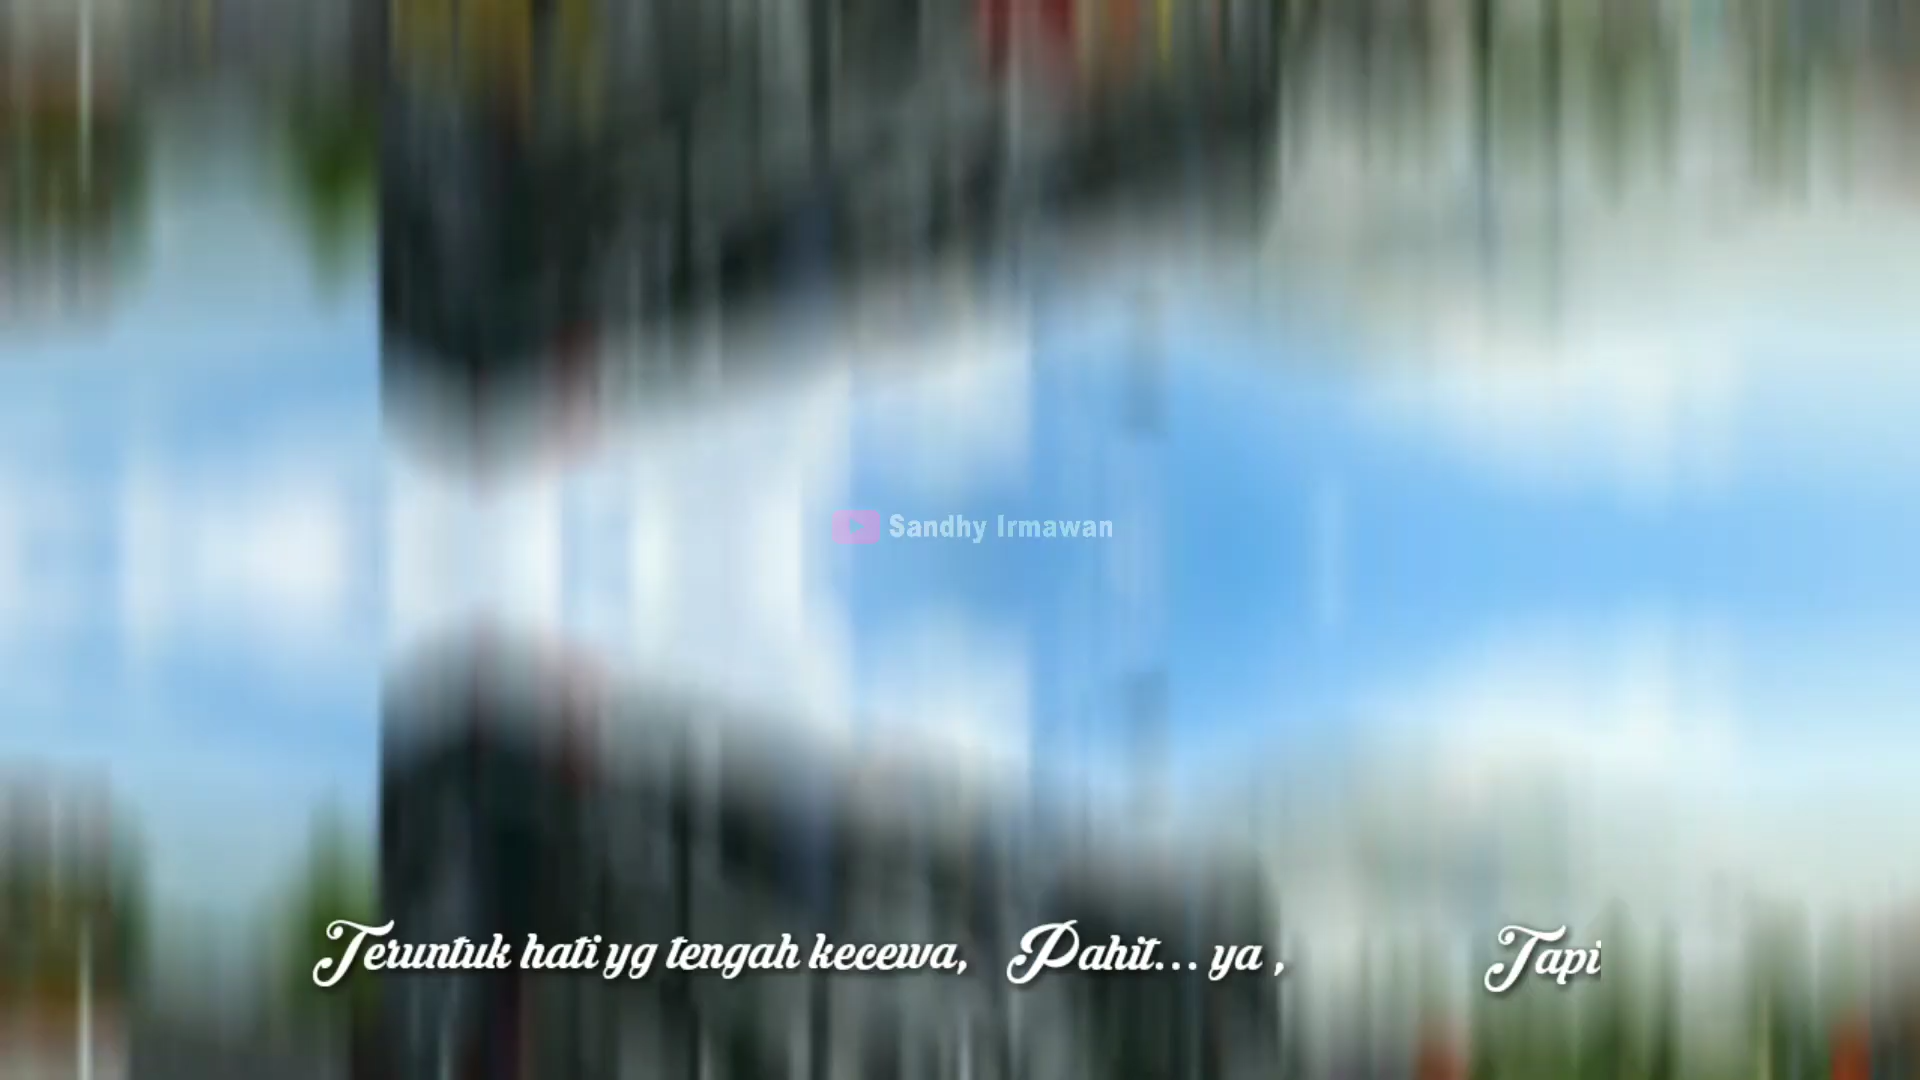 Sandhy Irmawan
Teruntuk hati yg tengah kecewa, Pahit... ya , Tapi